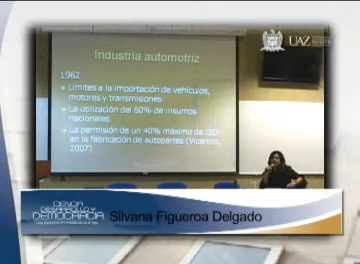 UAZ
Industria automotriz
1962
Límites a la importación de vehículos,
motores y transmisiones
La utilización del 60% de insumos
nacionales
La permisión de un 40% máximo de IED
en la fabricación de autopartes (Vicencio,
2007)
CIENCIA
DESARROLLO Y
DEMOCRACIA
Silvana Figueroa Delgado